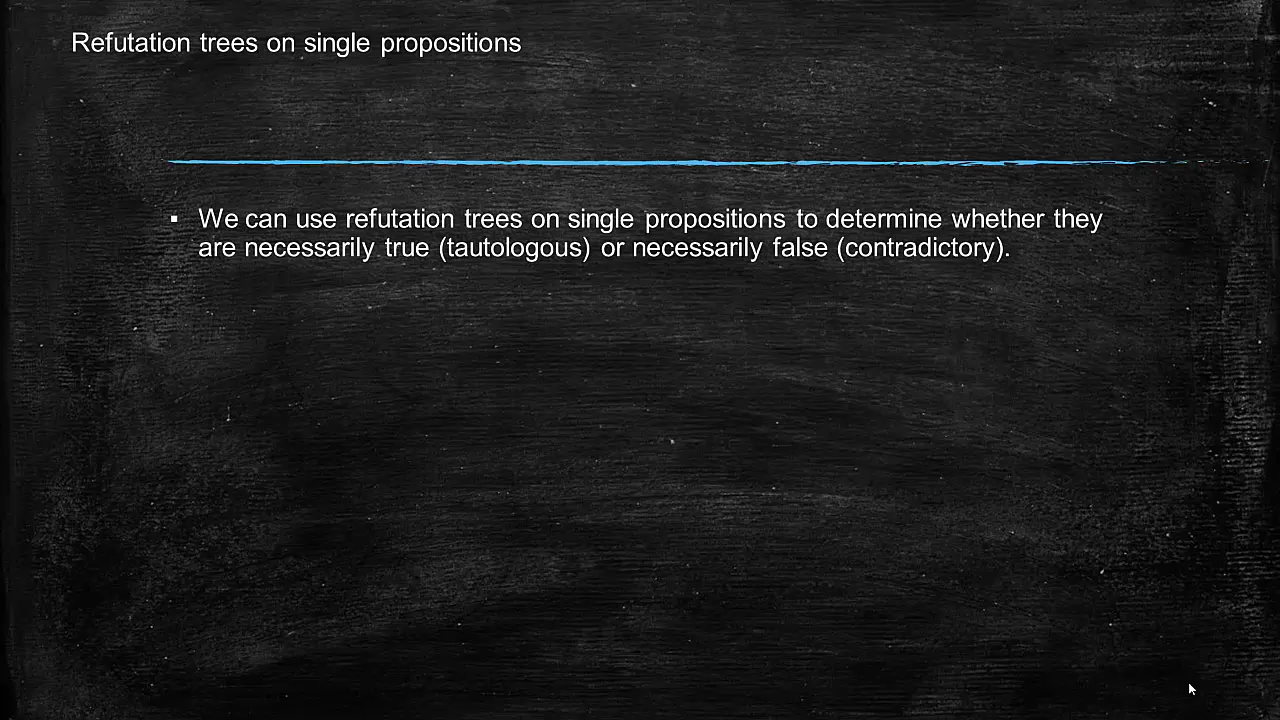 Refutation trees on single propositions
▪ We can use refutation trees on single propositions to determine whether they
are necessarily true (tautologous) or necessarily false (contradictory).